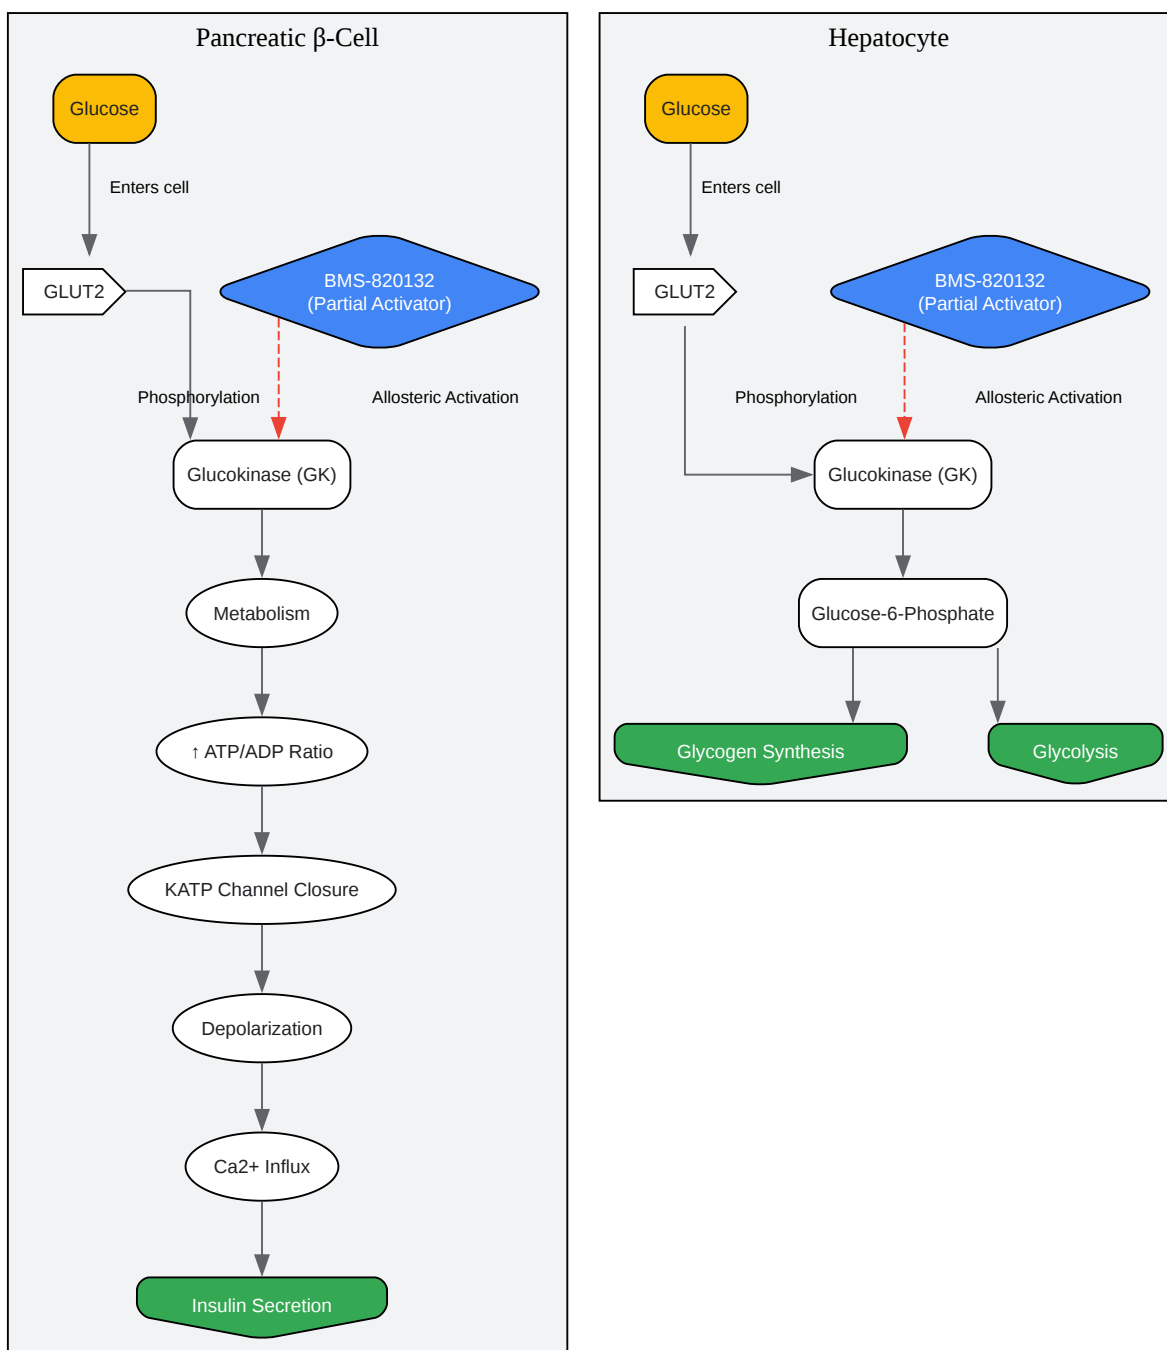 Pancreatic β-Cell
Glucose
Enters cell
GLUT2
BMS-820132
(Partial Activator)
Phosphorylation
Allosteric Activation
Glucokinase (GK)
Metabolism
↑ ATP/ADP Ratio
KATP Channel Closure
Depolarization
Ca2+ Influx
Insulin Secretion
Hepatocyte
Glucose
Enters cell
GLUT2
BMS-820132
(Partial Activator)
Phosphorylation
Allosteric Activation
Glucokinase (GK)
Glucose-6-Phosphate
Glycogen Synthesis
Glycolysis